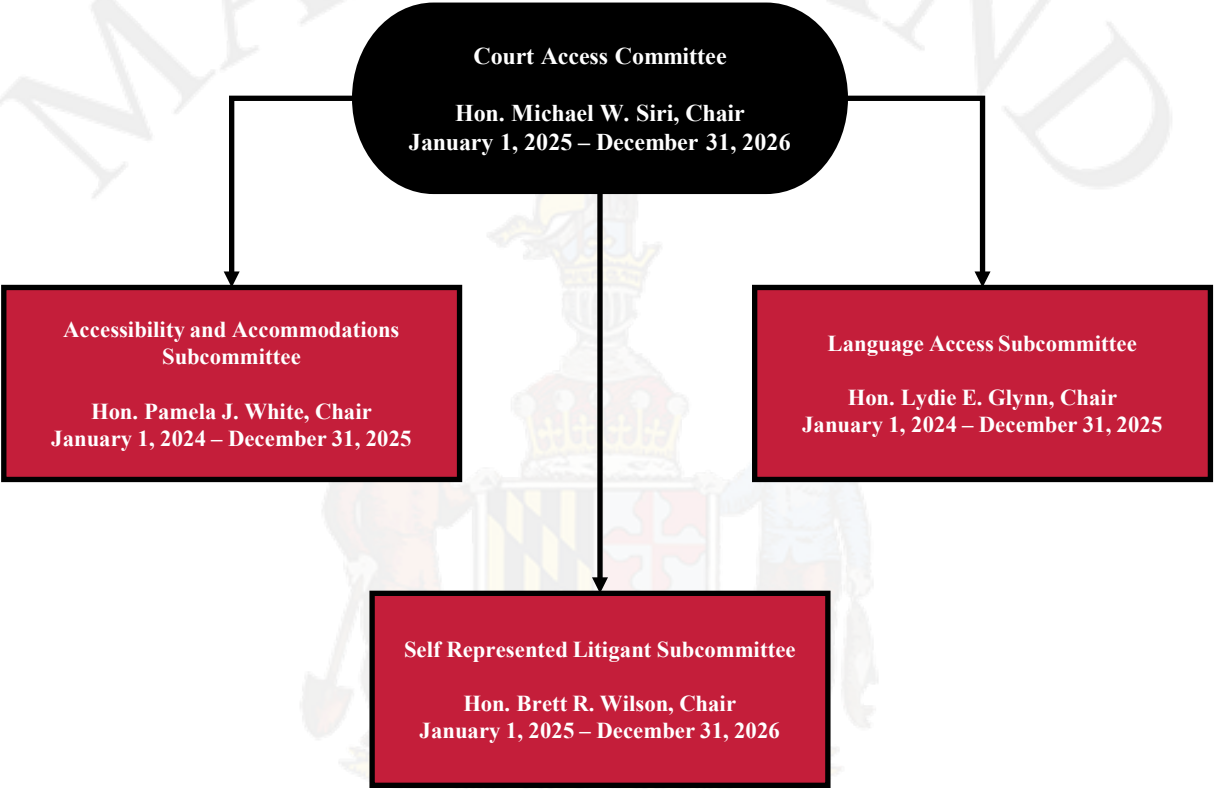 MARYLAND
Court Access Committee
Hon. Michael W. Siri, Chair
January 1, 2025 – December 31, 2026
Accessibility and Accommodations
Subcommittee
Hon. Pamela J. White, Chair
January 1, 2024 – December 31, 2025
Language Access Subcommittee
Hon. Lydie E. Glynn, Chair
January 1, 2024 – December 31, 2025
Self Represented Litigant Subcommittee
Hon. Brett R. Wilson, Chair
January 1, 2025 – December 31, 2026